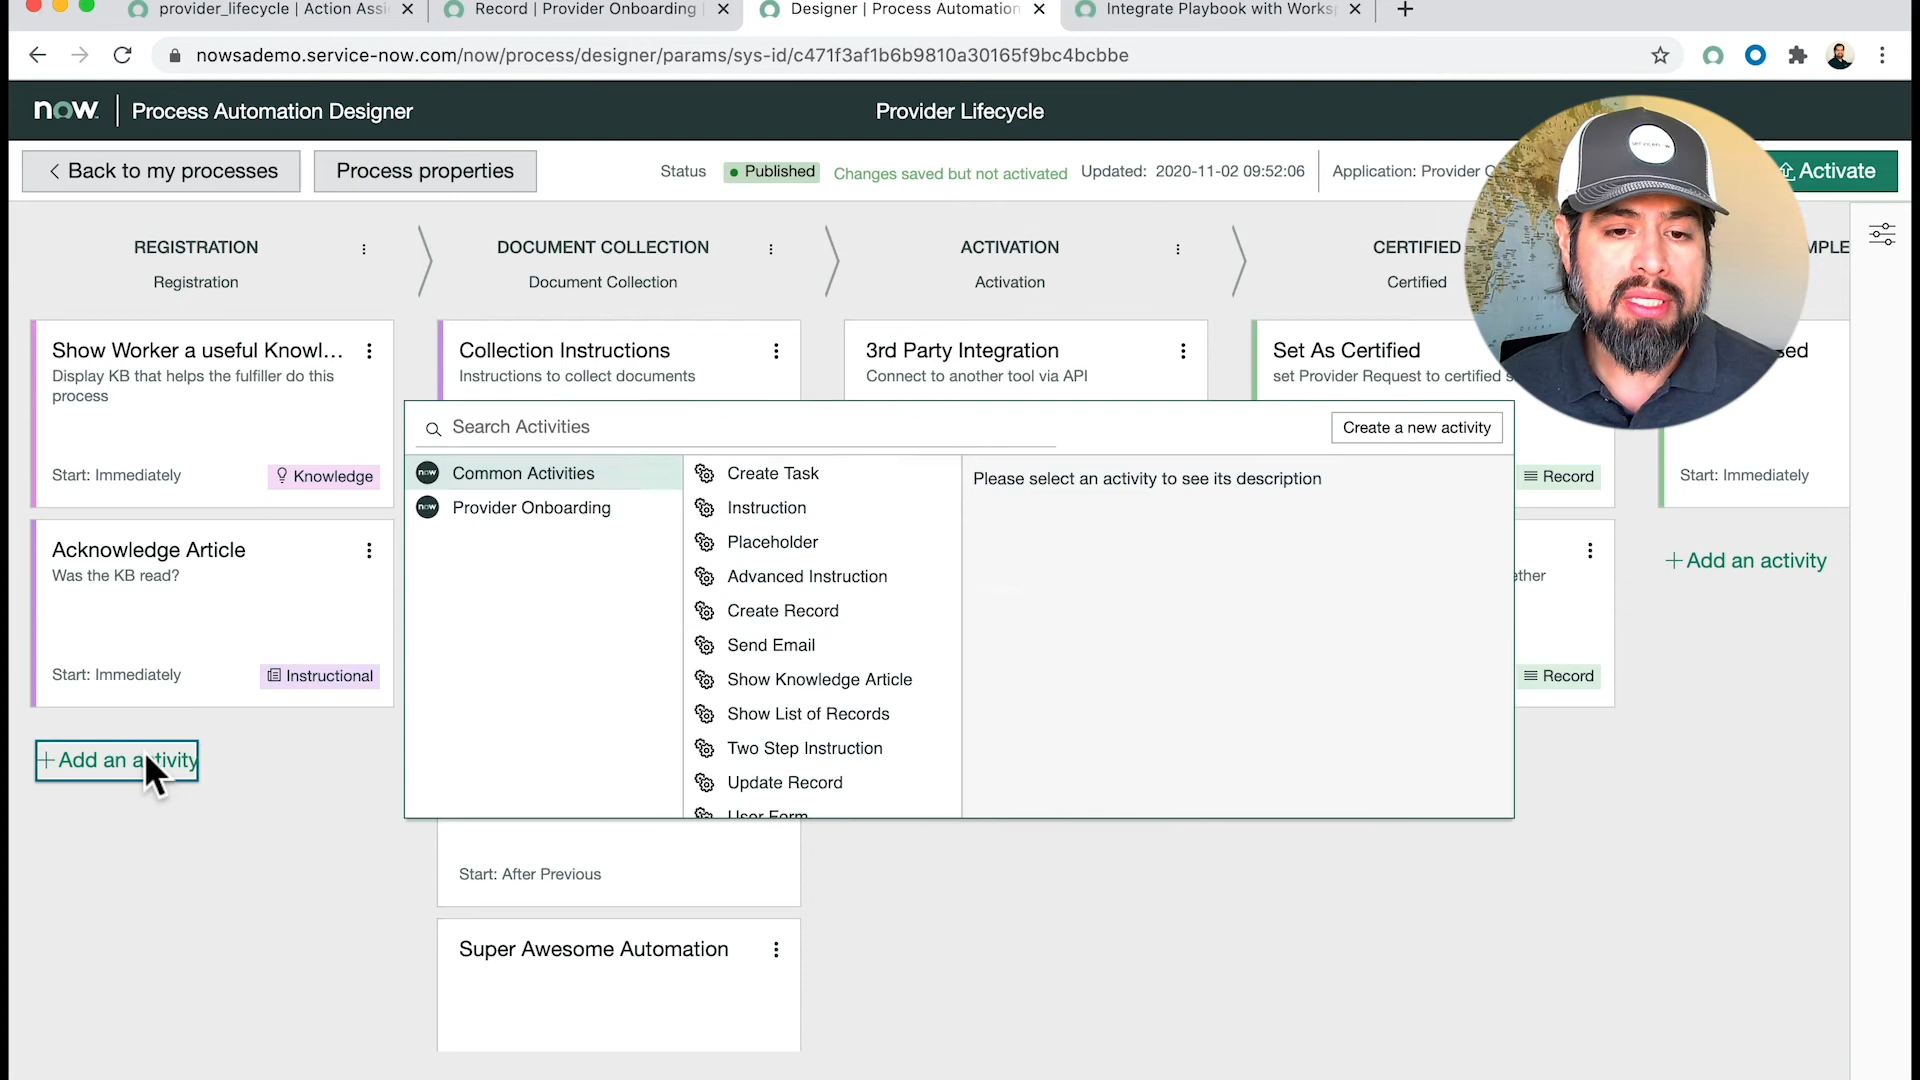 provider_lifecycle | Action Assi
Record | Provider Onboarding
Designer | Process Automation
Integrate Playbook with Worksp
nowsademo.service-now.com/now/process/designer/params/sys-id/c471f3af1b6b9810a30165f9bc4bcbbe
now. Process Automation Designer
Provider Lifecycle
Back to my processes
Process properties
Status
Published
Changes saved but not activated
Updated: 2020-11-02 09:52:06
Application: Provider
Activate
REGISTRATION
Registration
DOCUMENT COLLECTION
Document Collection
ACTIVATION
Activation
CERTIFIED
Certified
Show Worker a useful Knowl...
Display KB that helps the fulfiller do this
process
Start: Immediately
Knowledge
Acknowledge Article
Was the KB read?
Start: Immediately
Instructional
+ Add an activity
Collection Instructions
Instructions to collect documents
3rd Party Integration
Connect to another tool via API
Set As Certified
set Provider Request to certified
Search Activities
Create a new activity
now Common Activities
now Provider Onboarding
Create Task
Instruction
Placeholder
Advanced Instruction
Create Record
Send Email
Show Knowledge Article
Show List of Records
Two Step Instruction
Update Record
User Form
Please select an activity to see its description
Record
Record
Start: Immediately
+ Add an activity
Start: After Previous
Super Awesome Automation